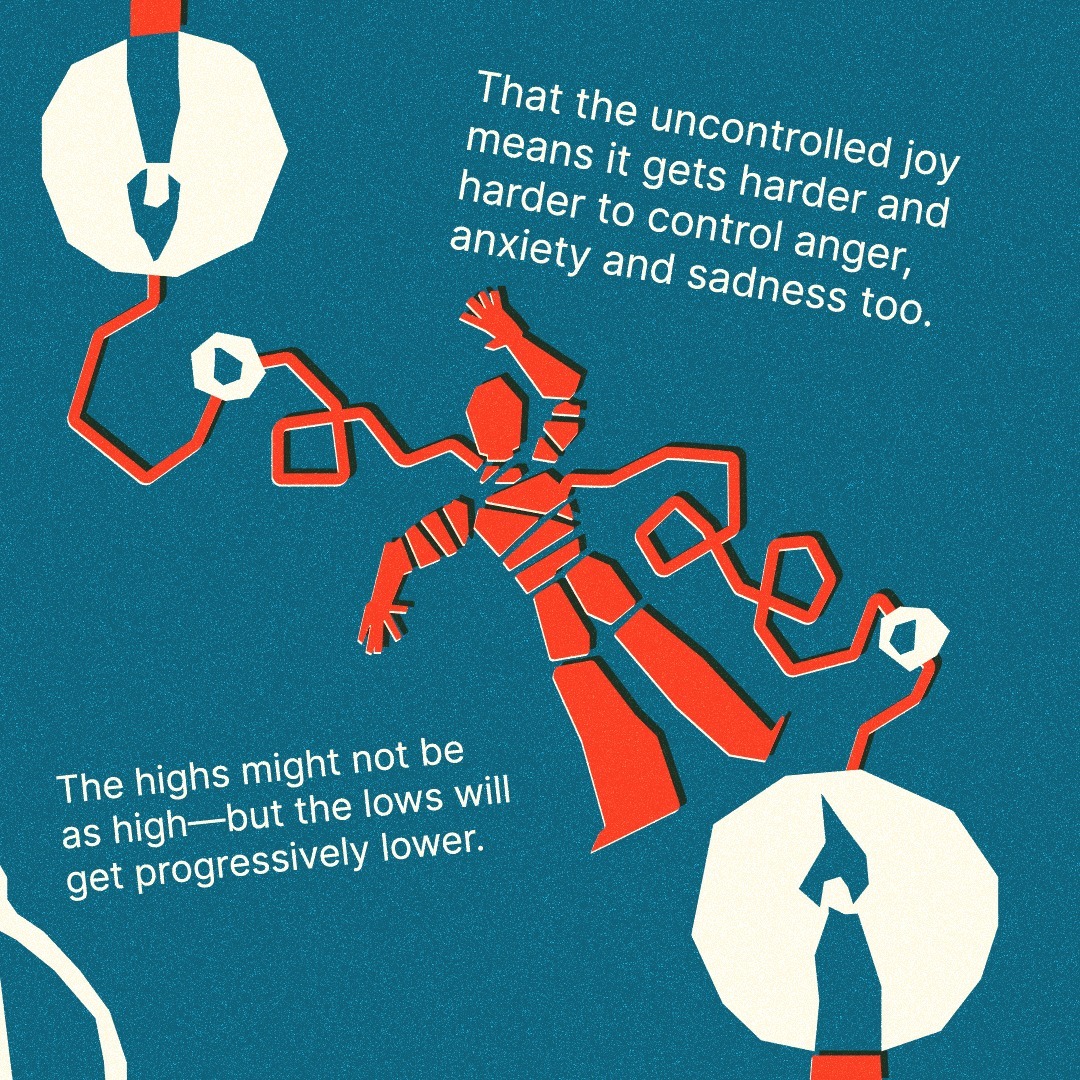 That the uncontrolled joy
means it gets harder and
harder to control anger,
anxiety and sadness too.
The highs might not be
as high—but the lows will
get progressively lower.